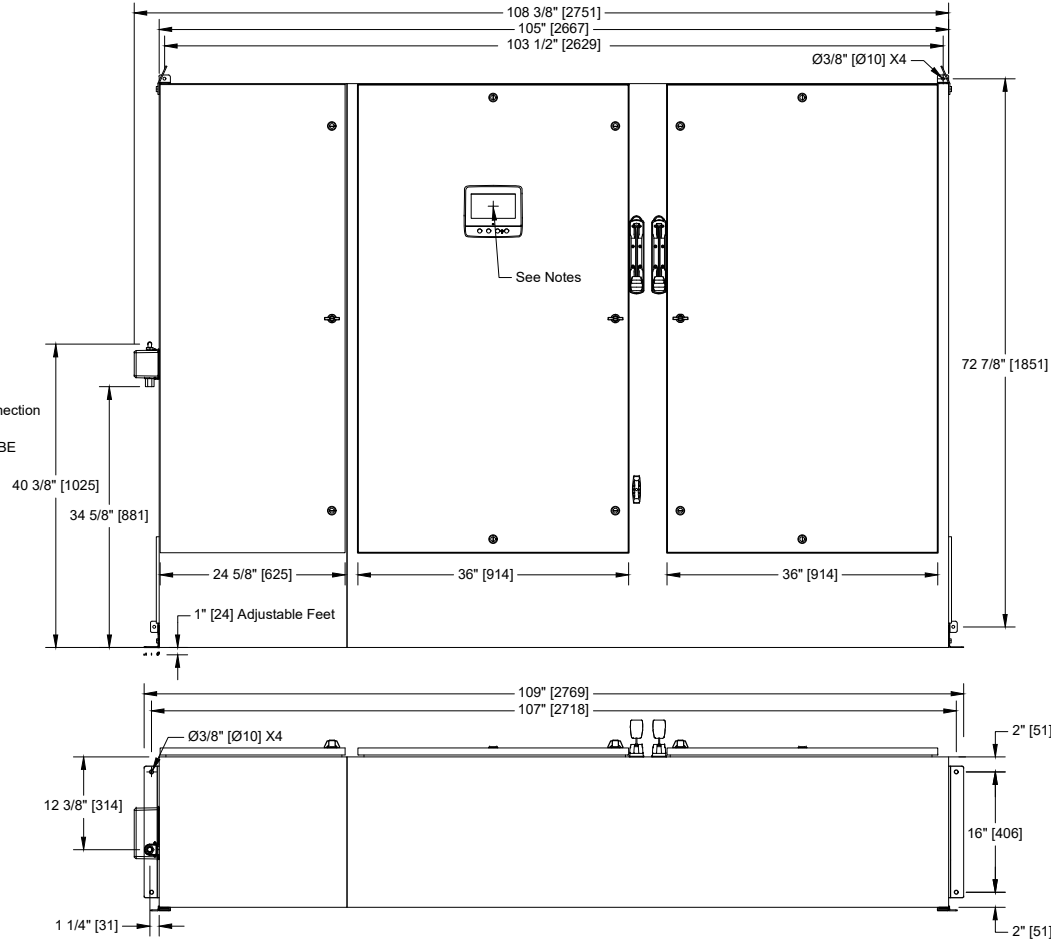 108 3/8" [2751]
105" [2667]
103 1/2" [2629]
Ø3/8" [Ø10] X4
See Notes
72 7/8" [1851]
nection
BE
40 3/8" [1025]
34 5/8" [881]
24 5/8" [625]
36" [914]
36" [914]
1" [24] Adjustable Feet
109" [2769]
107" [2718]
Ø3/8" [Ø10] X4
2" [51]
12 3/8" [314]
16" [406]
1 1/4" [31]
2" [51]